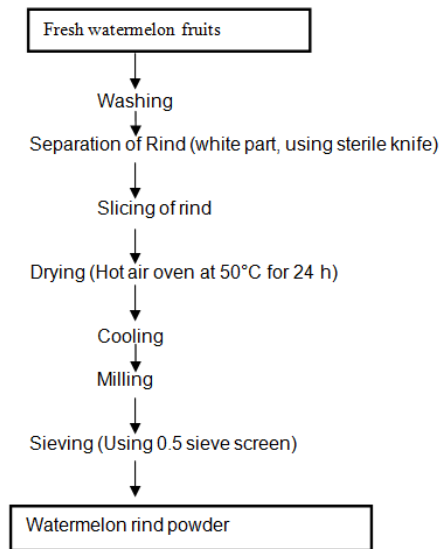 Fresh watermelon fruits
Washing
Separation of Rind (white part, using sterile knife)
Slicing of rind
Drying (Hot air oven at 50°C for 24 h)
Cooling
Milling
Sieving (Using 0.5 sieve screen)
Watermelon rind powder